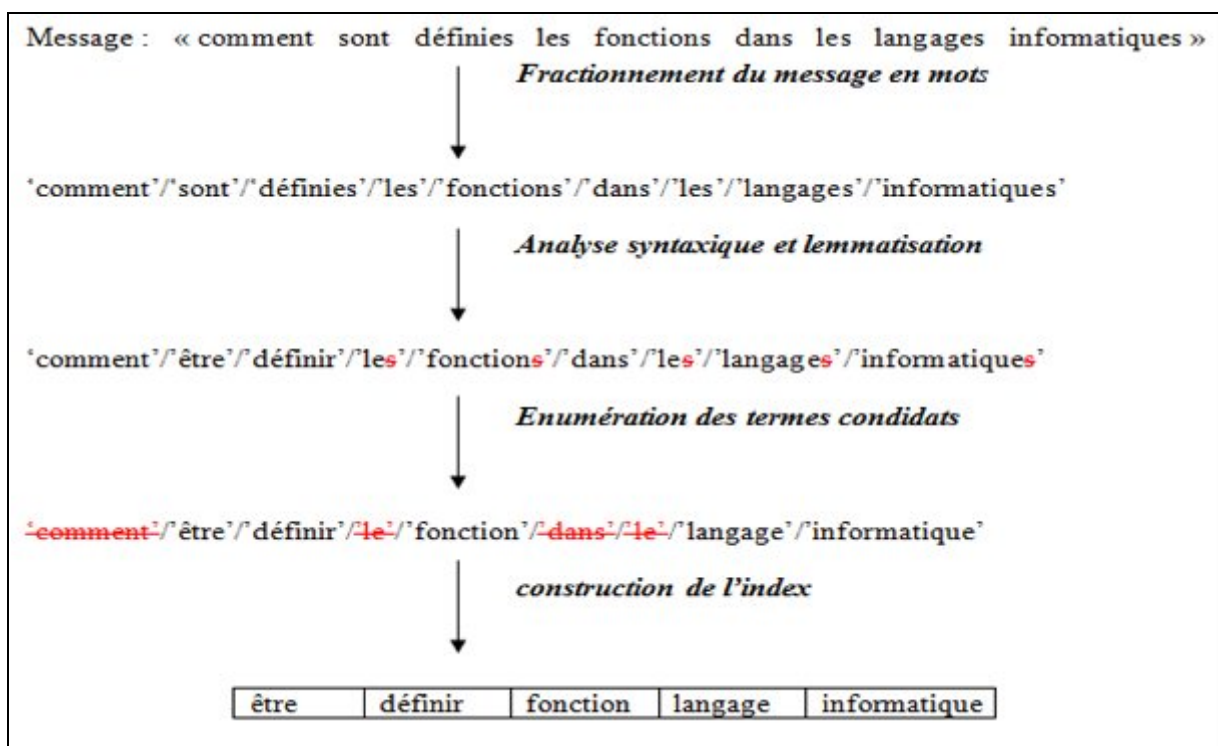 Message : « comment sont définies les fonctions dans les langages informatiques »
Fractionnement du message en mots
‘comment’/‘sont’/‘définies’/‘les’/‘fonctions’/‘dans’/‘les’/‘langages’/‘informatiques’
Analyse syntaxique et lemmatisation
‘comment’/‘être’/‘définir’/‘les’/‘fonctions’/‘dans’/‘les’/‘langages’/‘informatiques’
Enumération des termes condidats
‘comment’/‘être’/‘définir’/‘le’/‘fonction’/‘dans’/‘le’/‘langage’/‘informatique’
construction de l’index
être définir fonction langage informatique